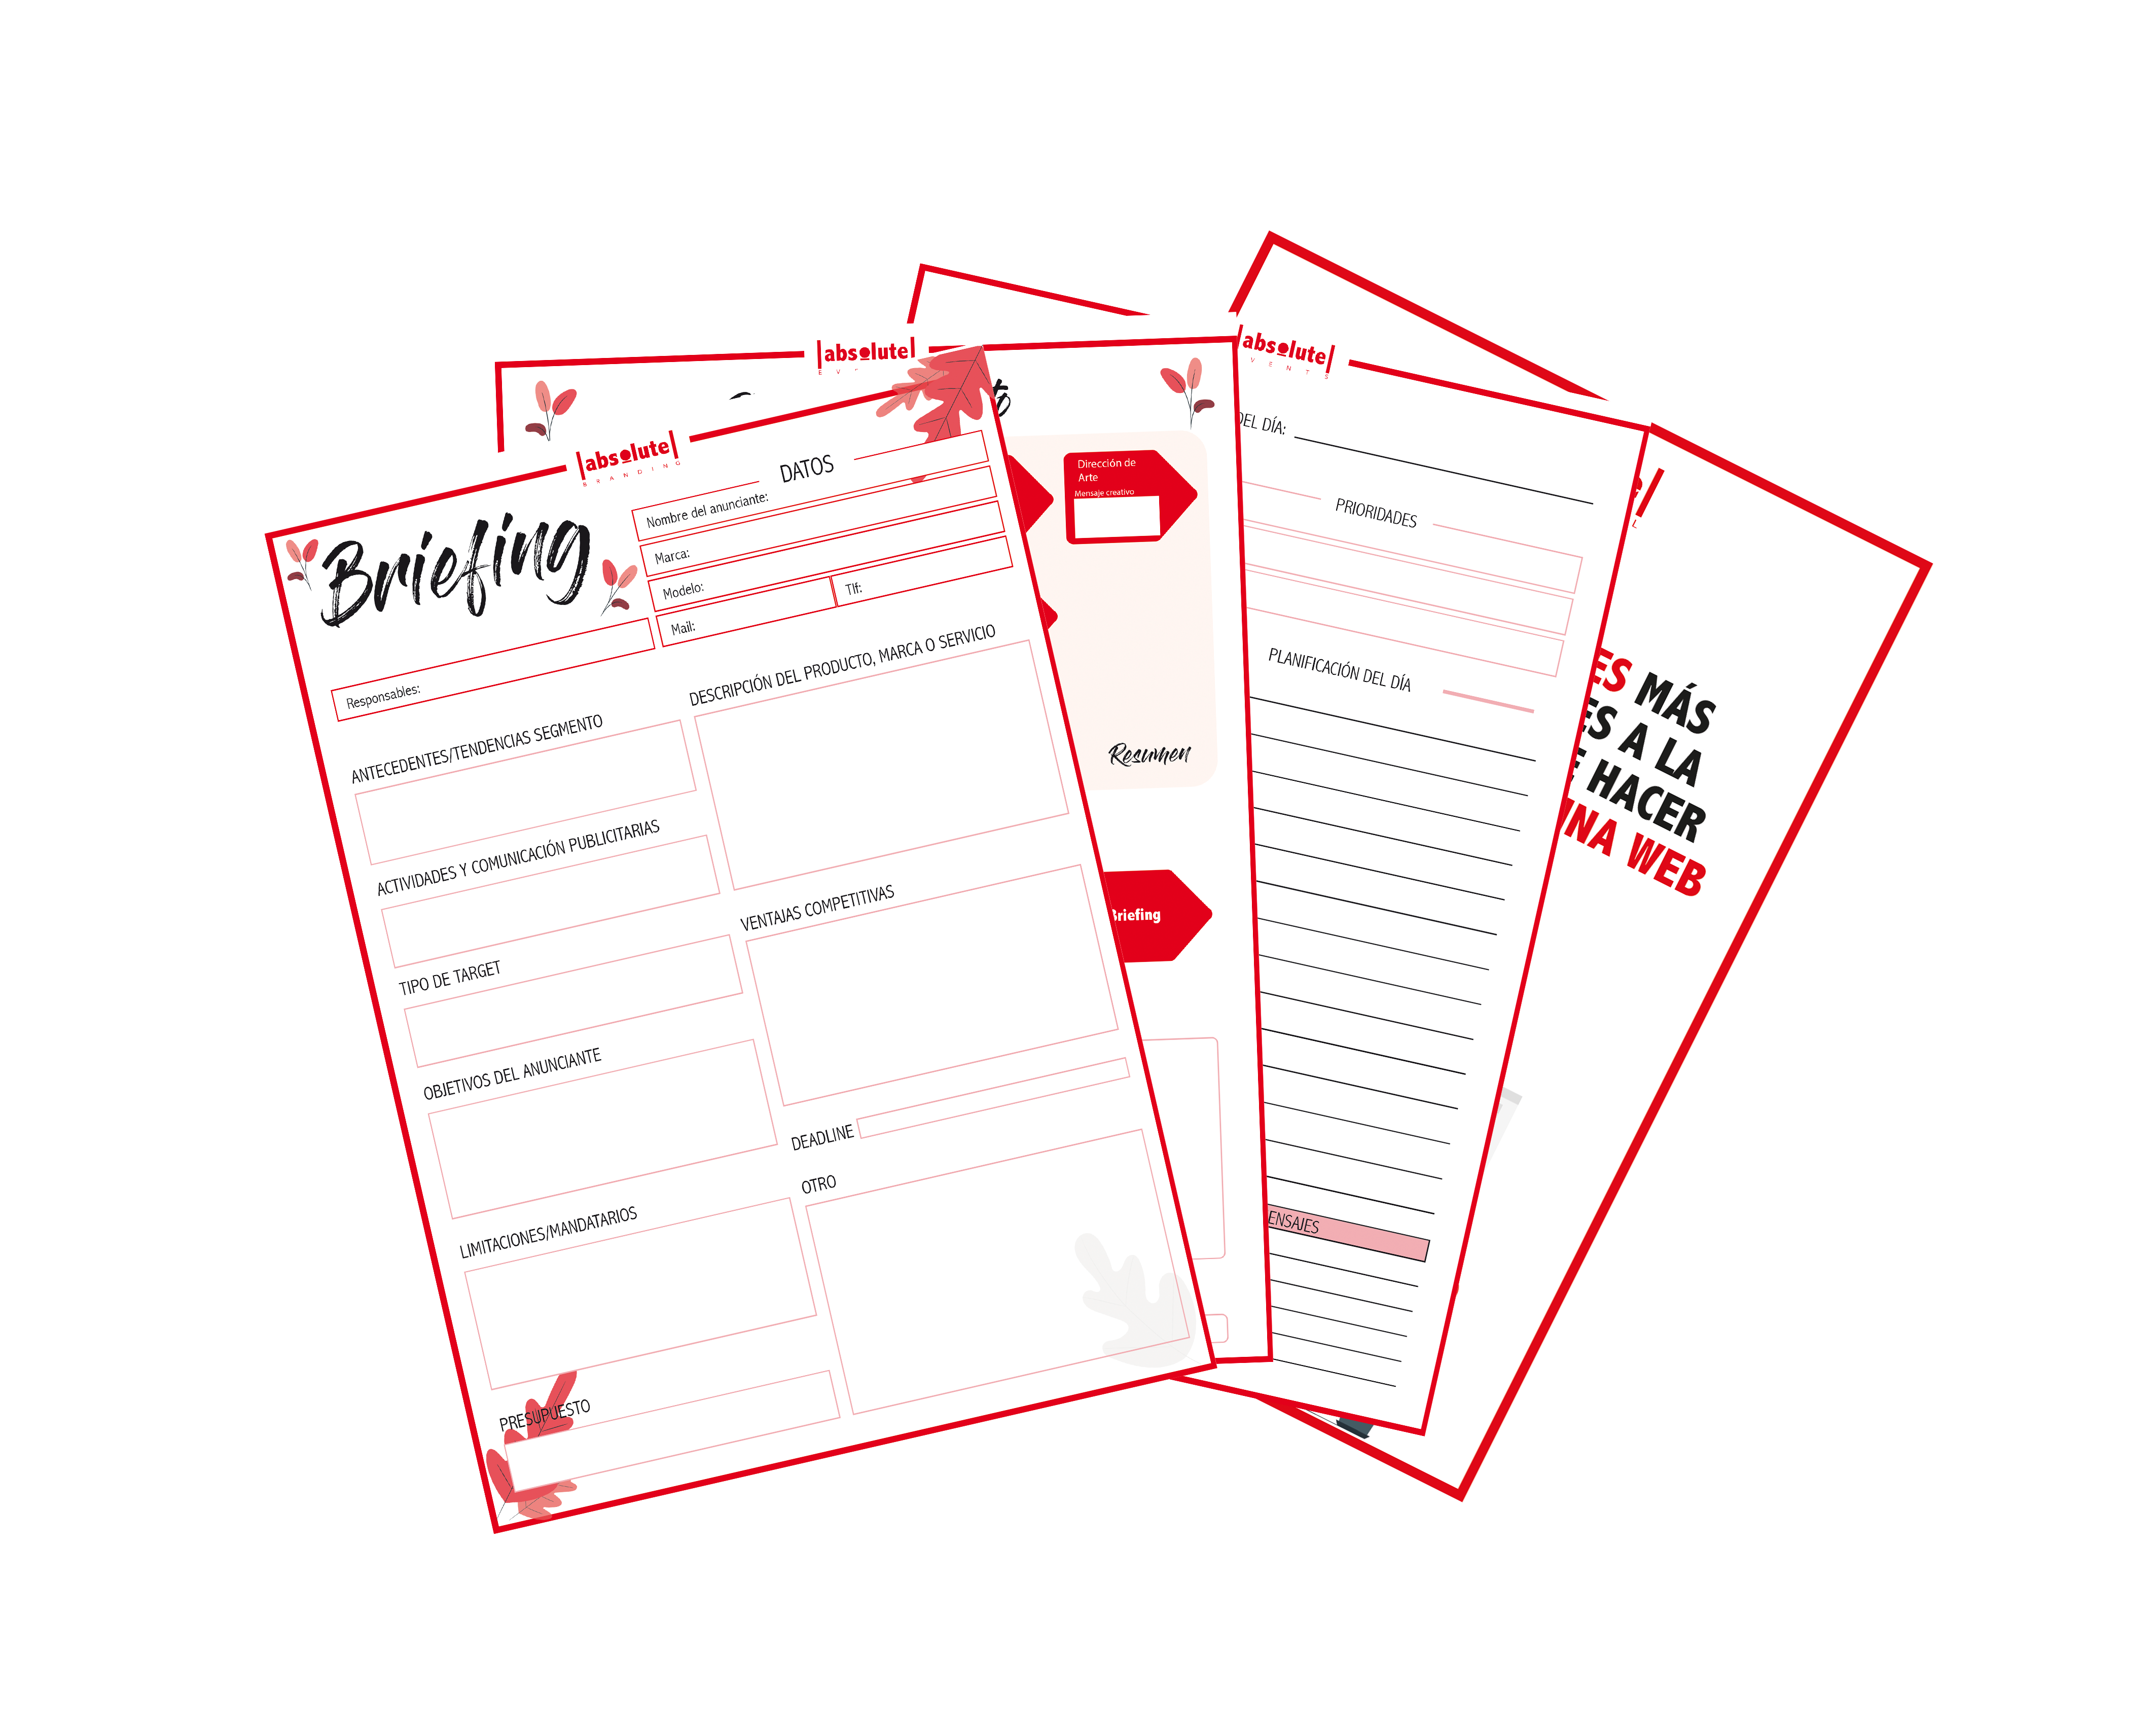 absolute
BRANDING
Briefing
DATOS
Nombre del anunciante:
Marca:
Modelo:
Mail:
Tlf:
Responsables:
ANTECEDENTES/TENDENCIAS SEGMENTO
ACTIVIDADES Y COMUNICACIÓN PUBLICITARIAS
TIPO DE TARGET
OBJETIVOS DEL ANUNCIANTE
LIMITACIONES/MANDATARIOS
PRESUPUESTO
DESCRIPCIÓN DEL PRODUCTO, MARCA O SERVICIO
VENTAJAS COMPETITIVAS
DEADLINE
OTRO
absolute
Dirección de
Arte
Mensaje creativo
Resumen
Briefing
absolute
VENTS
DEL DÍA:
PRIORIDADES
PLANIFICACIÓN DEL DÍA
ENSAJES
ES MÁS
ES A LA
HACER
UNA WEB